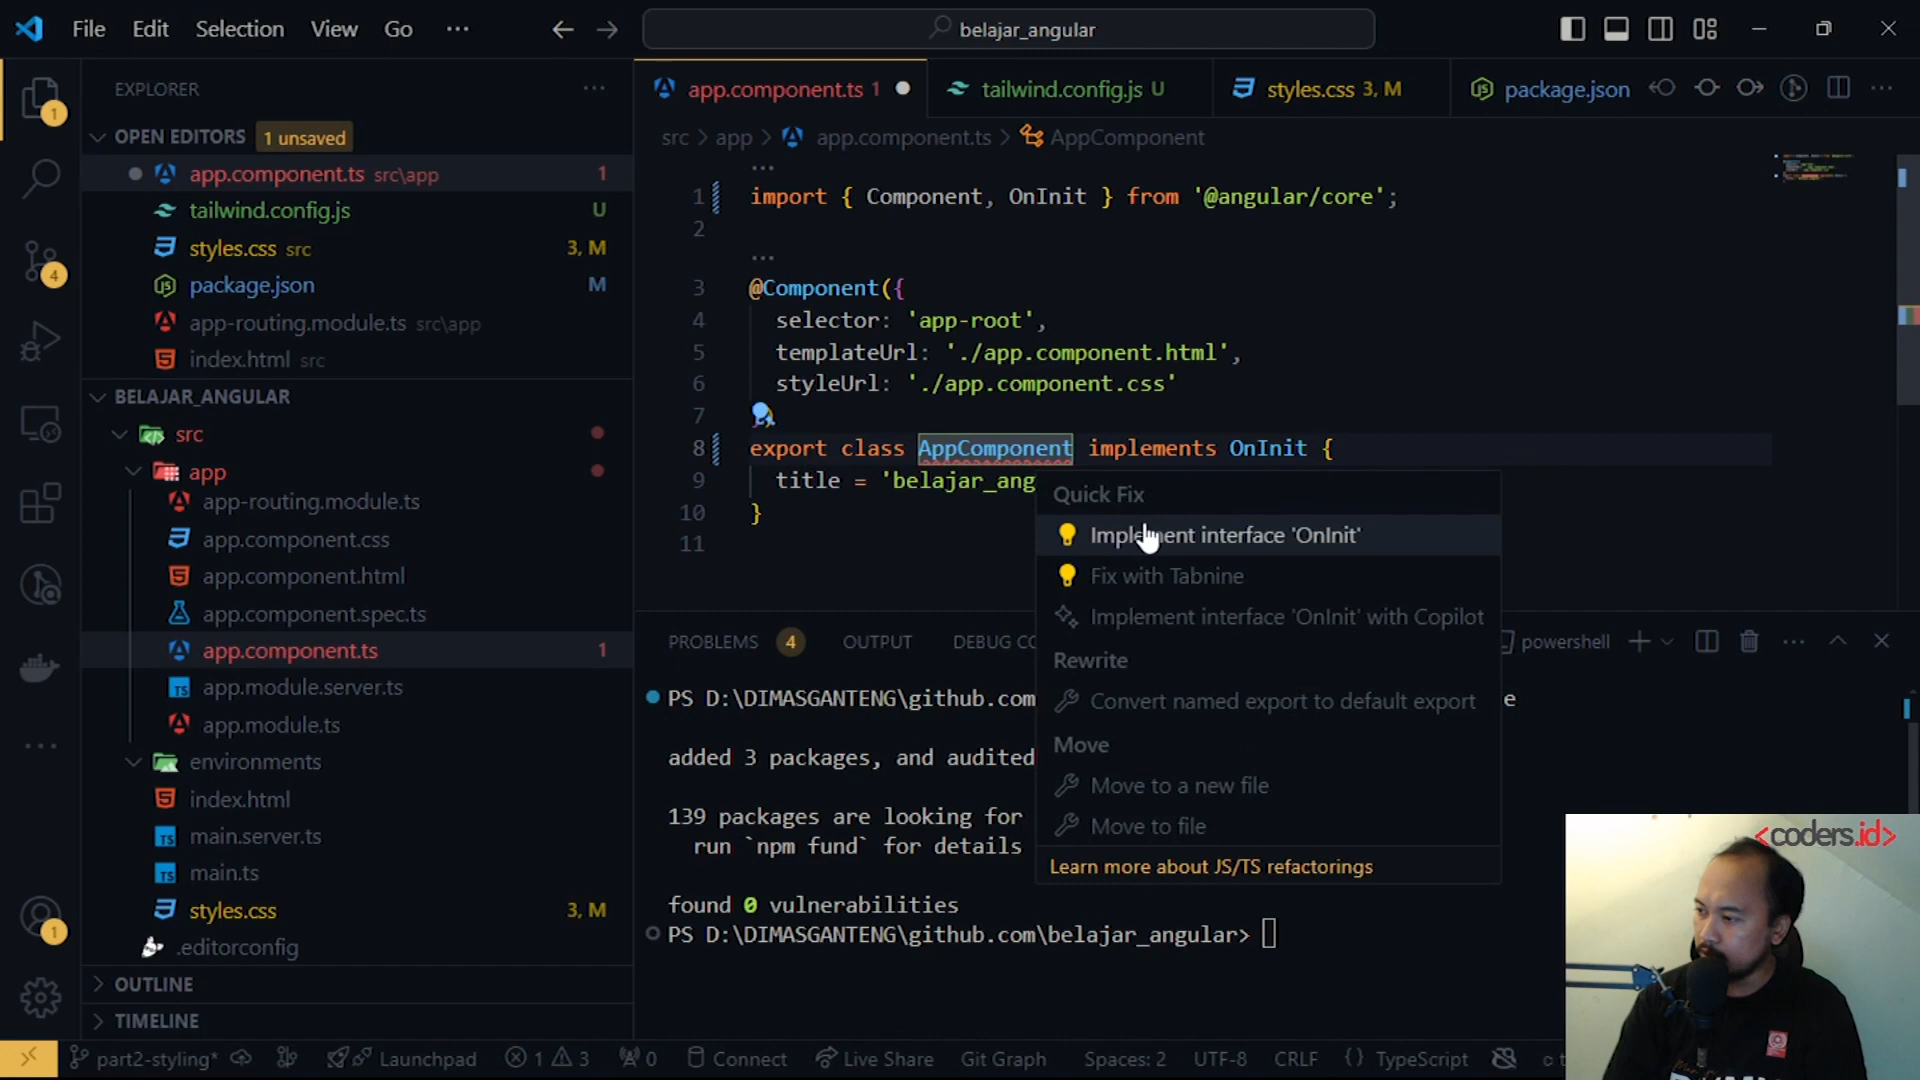 File Edit Selection View Go ...
belajar_angular
EXPLORER
OPEN EDITORS 1 unsaved
app.component.ts src\app 1
tailwind.config.js U
styles.css src 3, M
package.json M
app-routing.module.ts src\app
index.html src
BELAJAR_ANGULAR
src
app
app-routing.module.ts
app.component.css
app.component.html
app.component.spec.ts
app.component.ts 1
app.module.server.ts
app.module.ts
environments
index.html
main.server.ts
main.ts
styles.css 3, M
.editorconfig
OUTLINE
TIMELINE
1
4
1
app.component.ts 1
tailwind.config.js U
styles.css 3, M
package.json
src > app > app.component.ts > AppComponent
1 import { Component, OnInit } from '@angular/core';
2
3 @Component({
4 selector: 'app-root',
5 templateUrl: './app.component.html',
6 styleUrl: './app.component.css'
7
8 export class AppComponent implements OnInit {
9 title = 'belajar_ang
10 }
11
Quick Fix
Implement interface 'OnInit'
Fix with Tabnine
Implement interface 'OnInit' with Copilot
Rewrite
Convert named export to default export
Move
Move to a new file
Move to file
Learn more about JS/TS refactorings
PROBLEMS 4 OUTPUT DEBUG CO
powershell
PS D:\DIMASGANTENG\github.com e
added 3 packages, and audited
139 packages are looking for
run `npm fund` for details
found 0 vulnerabilities
PS D:\DIMASGANTENG\github.com\belajar_angular>
<coders.id>
part2-styling* Launchpad 1 3 0 Connect Live Share Git Graph Spaces: 2 UTF-8 CRLF {} TypeScript